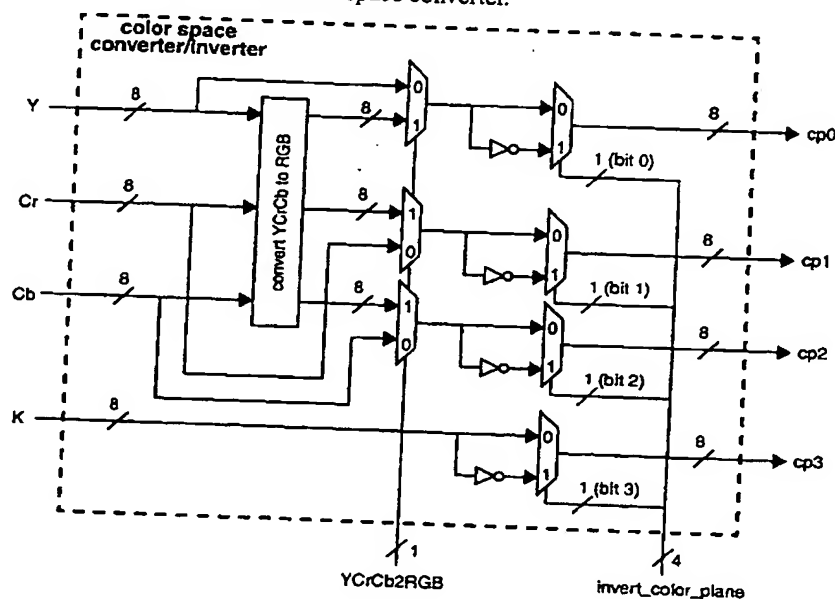 space converter.
color space
converter/inverter
Y
8
8
0
1
0
1
8
cp0
1 (bit 0)
convert YCrCb to RGB
Cr
8
8
1
0
0
1
8
cp1
1 (bit 1)
Cb
8
8
1
0
0
1
8
cp2
1 (bit 2)
K
8
0
1
8
cp3
1 (bit 3)
1
YCrCb2RGB
4
invert_color_plane